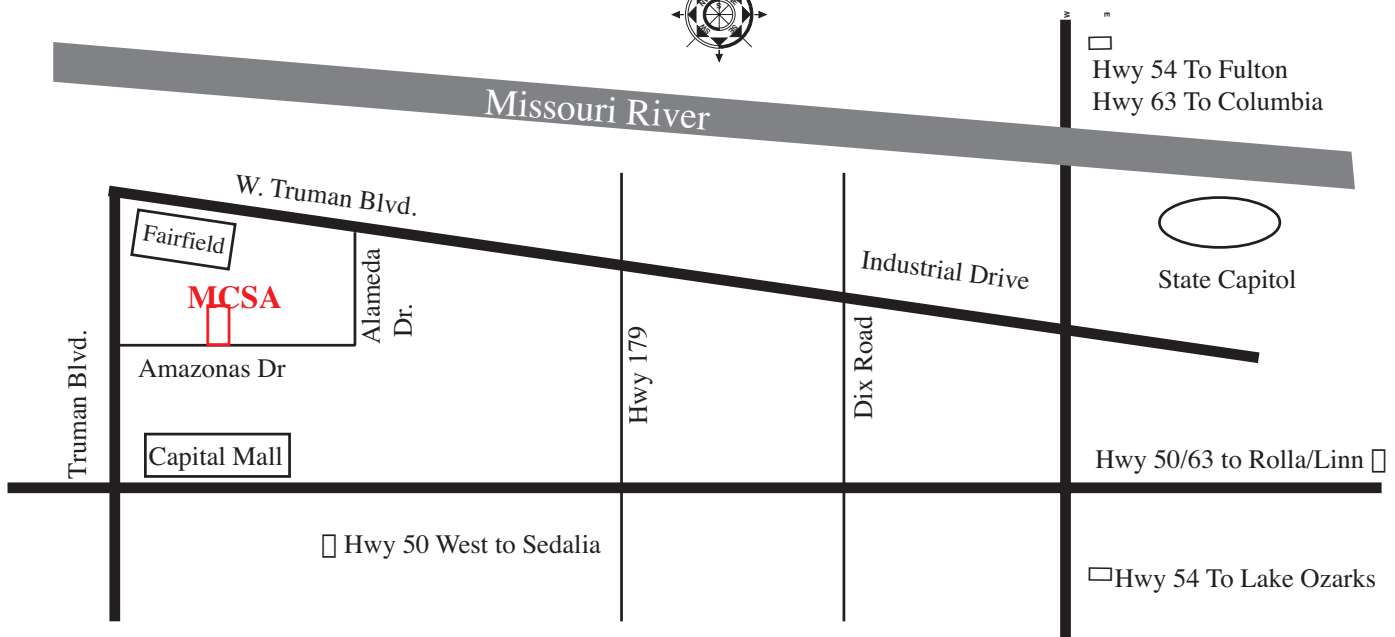 W E
Hwy 54 To Fulton
Hwy 63 To Columbia
Missouri River
W. Truman Blvd.
Fairfield
Industrial Drive
State Capitol
MCSA
Alameda
Dr.
Truman Blvd.
Amazonas Dr
Hwy 179
Dix Road
Capital Mall
Hwy 50/63 to Rolla/Linn
Hwy 50 West to Sedalia
Hwy 54 To Lake Ozarks